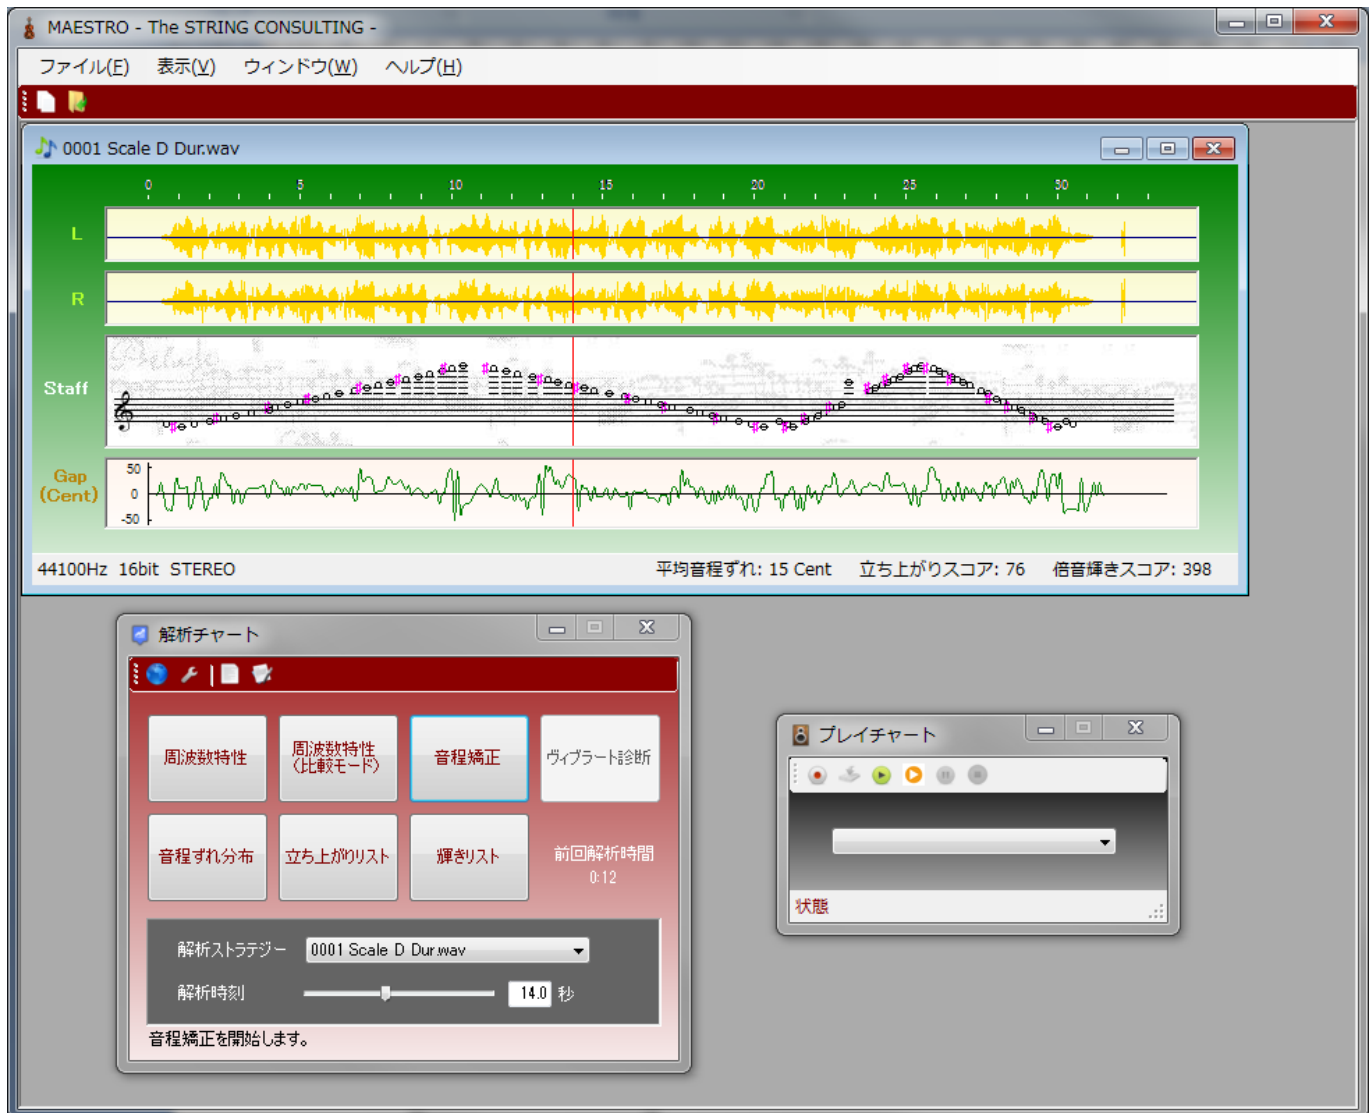 MAESTRO - The STRING CONSULTING -
ファイル(F) 表示(V) ウィンドウ(W) ヘルプ(H)
0001 Scale D Dur.wav
0 5 10 15 20 25 30
L
R
Staff
Gap
(Cent)
50
0
-50
44100Hz 16bit STEREO 平均音程ずれ: 15 Cent 立ち上がりスコア: 76 倍音輝きスコア: 398
解析チャート
周波数特性
周波数特性
(比較モード)
音程矯正
ヴィブラート診断
音程ずれ分布
立ち上がりリスト
輝きリスト
前回解析時間
0:12
解析ストラテジー 0001 Scale D Dur.wav
解析時刻 14.0 秒
音程矯正を開始します。
プレイチャート
状態